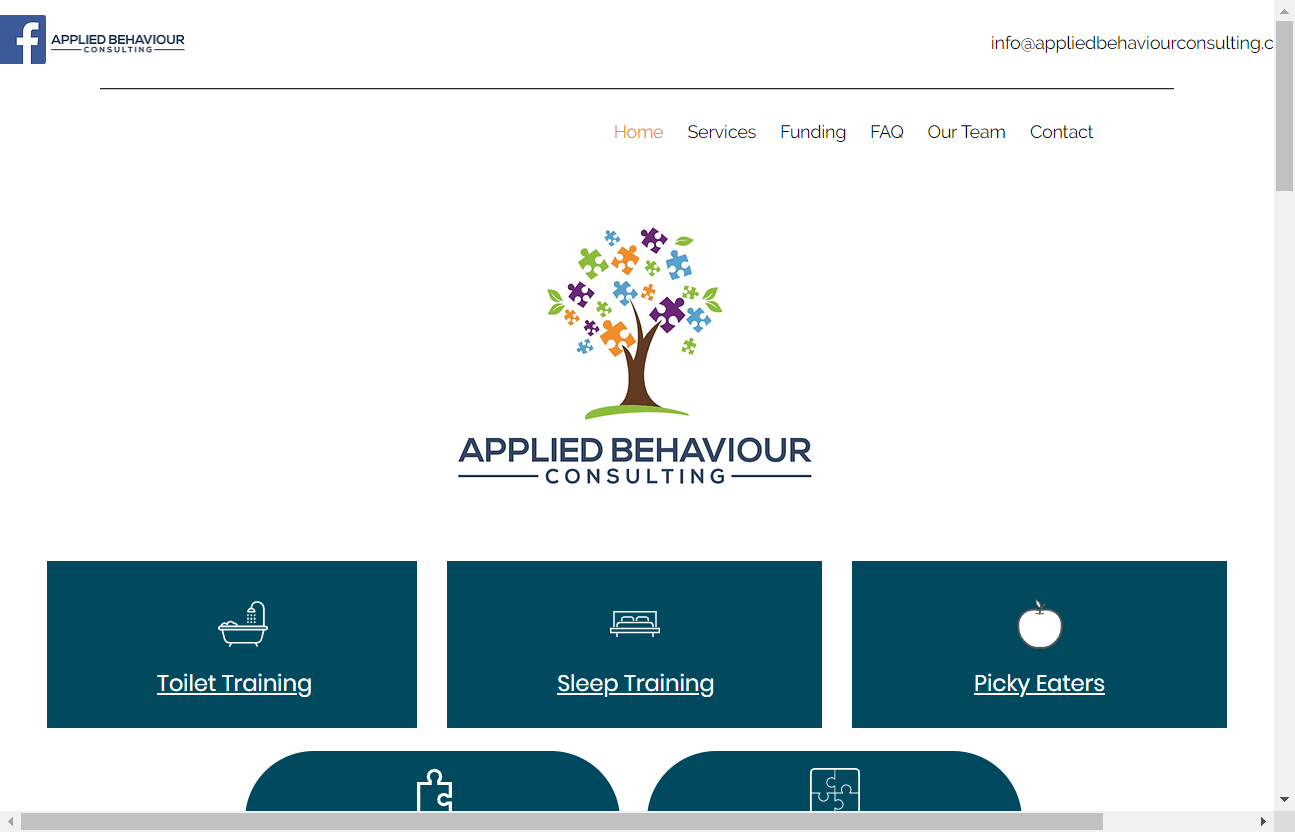 APPLIED BEHAVIOUR
CONSULTING
info@appliedbehaviourconsulting.c
Home Services Funding FAQ Our Team Contact
APPLIED BEHAVIOUR
CONSULTING
Toilet Training
Sleep Training
Picky Eaters